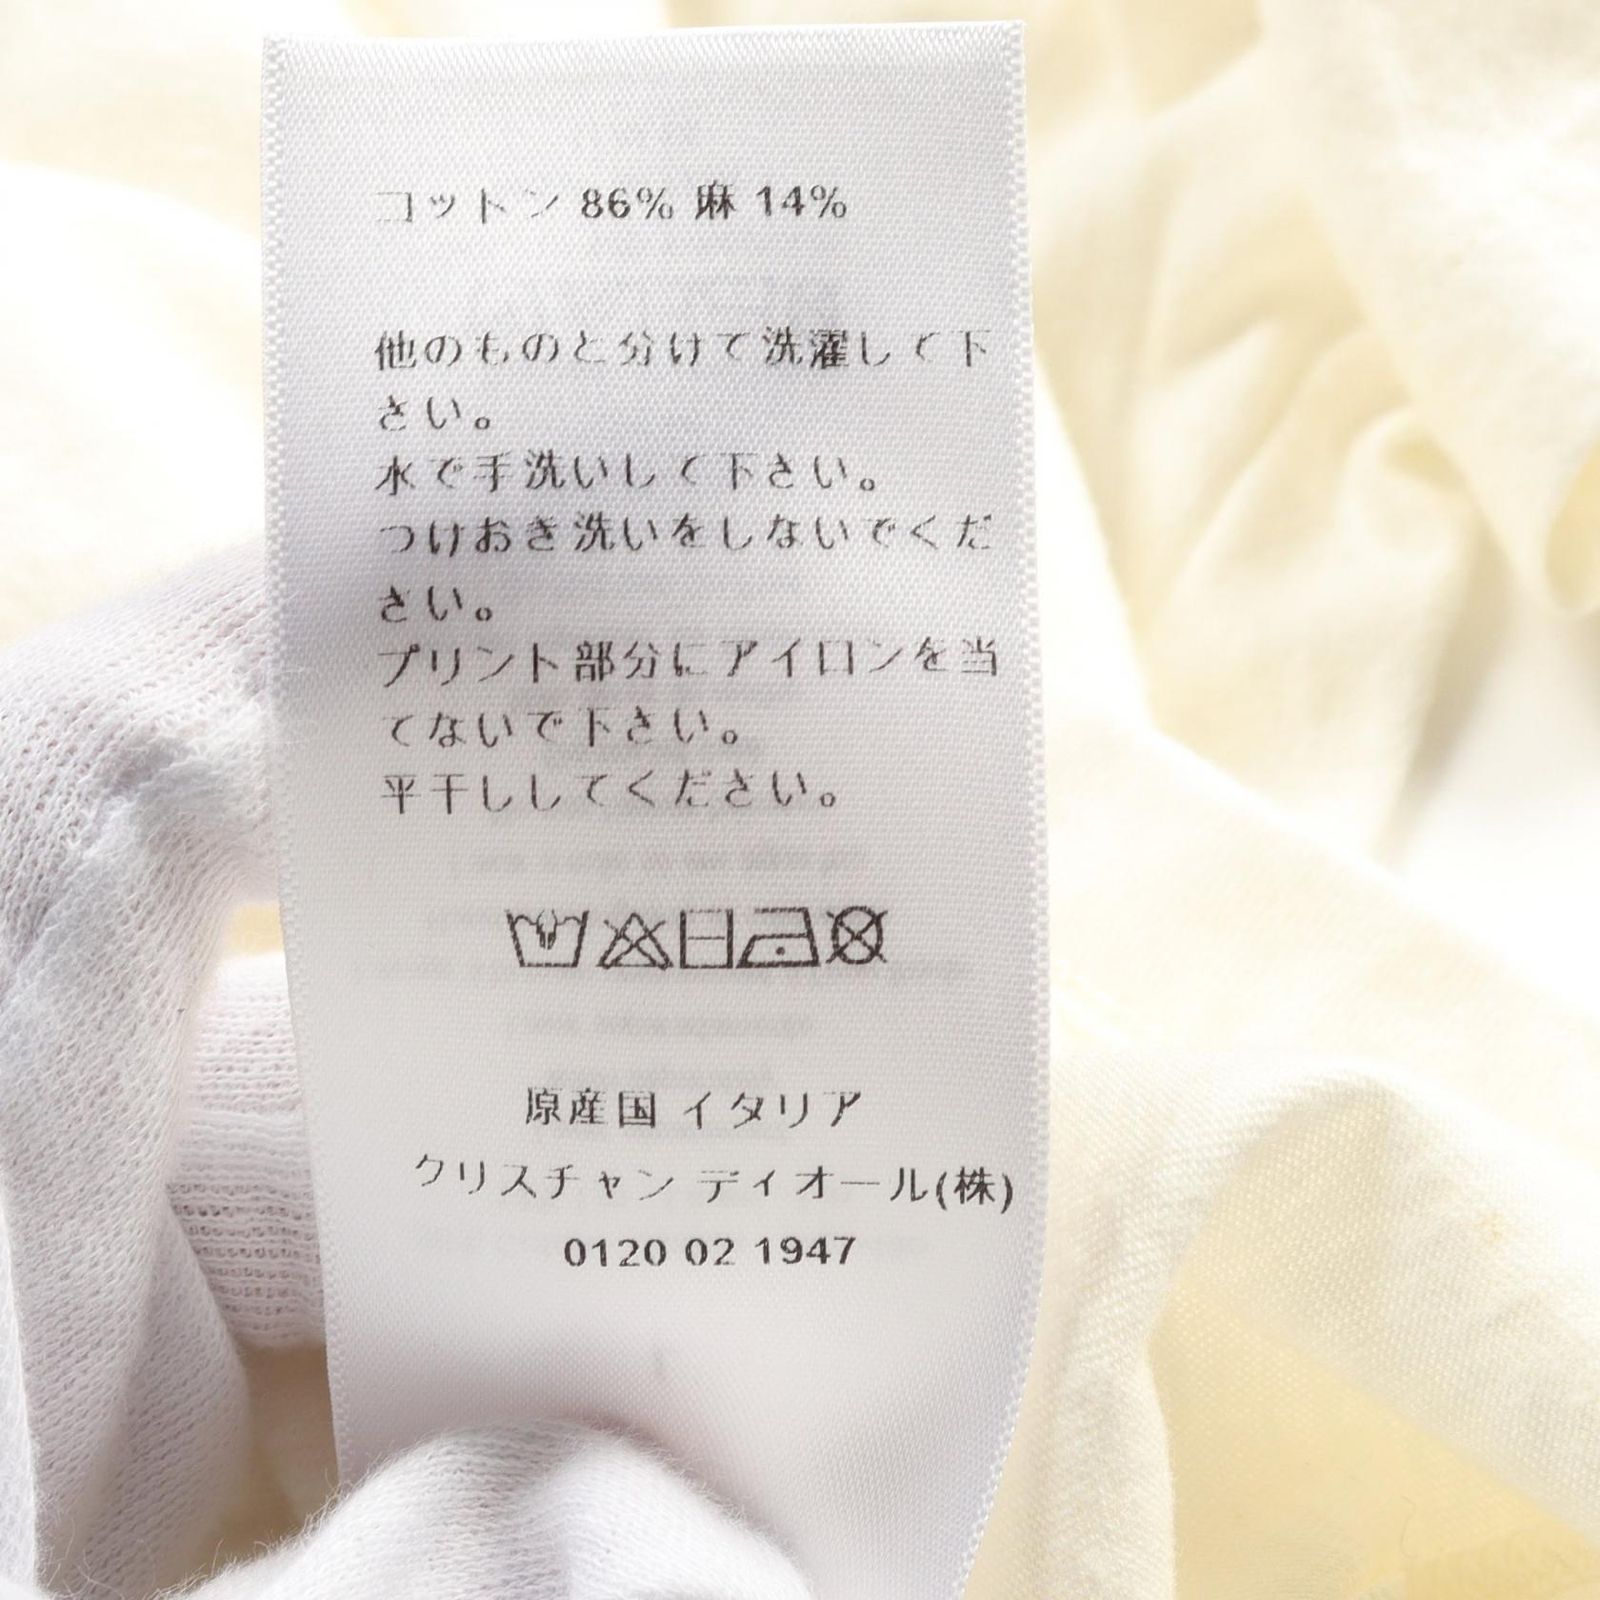 コットン 86% 麻 14%
他のものと分けて洗濯して下
さい。
水で手洗いして下さい。
つけおき洗いをしないでくだ
さい。
プリント部分にアイロンを当
てないで下さい。
平干ししてください。
原産国 イタリア
クリスチャン ディオール(株)
0120 02 1947